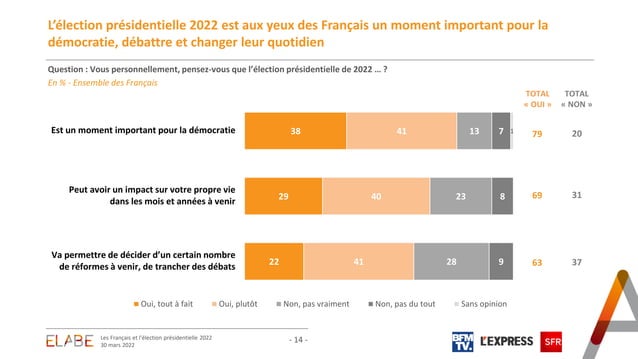 L'élection présidentielle 2022 est aux yeux des Français un moment important pour la
démocratie, débattre et changer leur quotidien
Question : Vous personnellement, pensez-vous que l'élection présidentielle de 2022 … ?
En % - Ensemble des Français
TOTAL
« OUI »
TOTAL
« NON »
Est un moment important pour la démocratie
38 41 13 7 1
79 20
Peut avoir un impact sur votre propre vie
dans les mois et années à venir
29 40 23 8
69 31
Va permettre de décider d'un certain nombre
de réformes à venir, de trancher des débats
22 41 28 9
63 37
Oui, tout à fait Oui, plutôt Non, pas vraiment Non, pas du tout Sans opinion
ELABE
Les Français et l'élection présidentielle 2022
30 mars 2022
- 14 -
BFM
TV.
L'EXPRESS
SFR